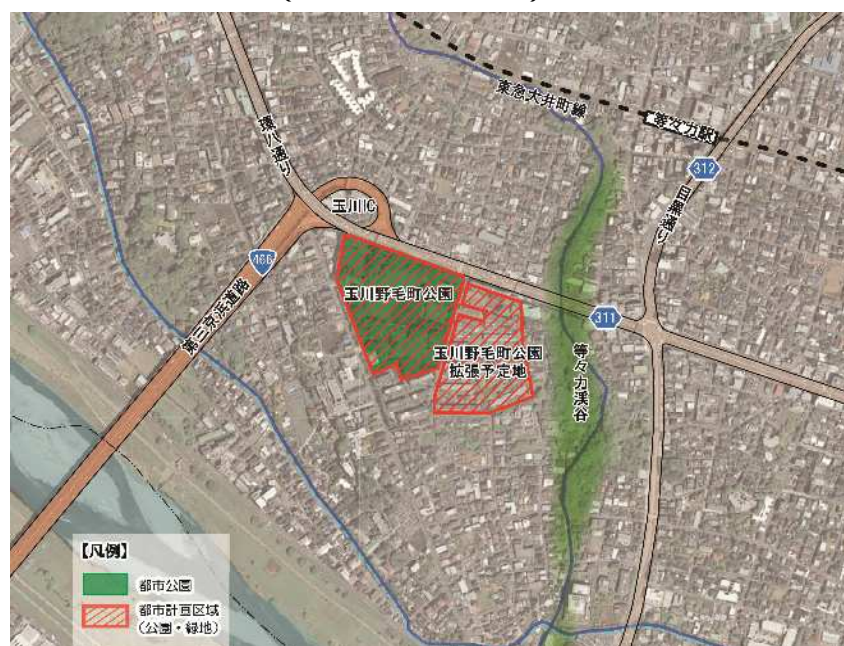 東急大井町線
等々力駅
312
環八通り
目黒通り
玉川IC
466
第三京浜道路
玉川野毛町公園
311
玉川野毛町公園
拡張予定地
等々力渓谷
【凡例】
都市公園
都市計画区域
(公園・緑地)